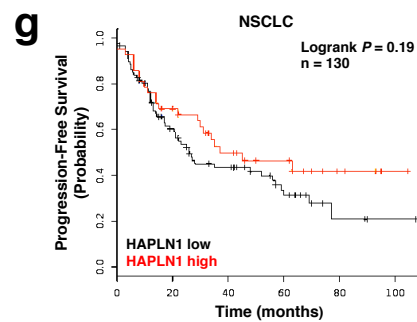 g
NSCLC
Logrank P = 0.19
n = 130
Progression-Free Survival
(Probability)
1.0
0.8
0.6
0.4
0.2
0.0
HAPLN1 low
HAPLN1 high
0 20 40 60 80 100
Time (months)